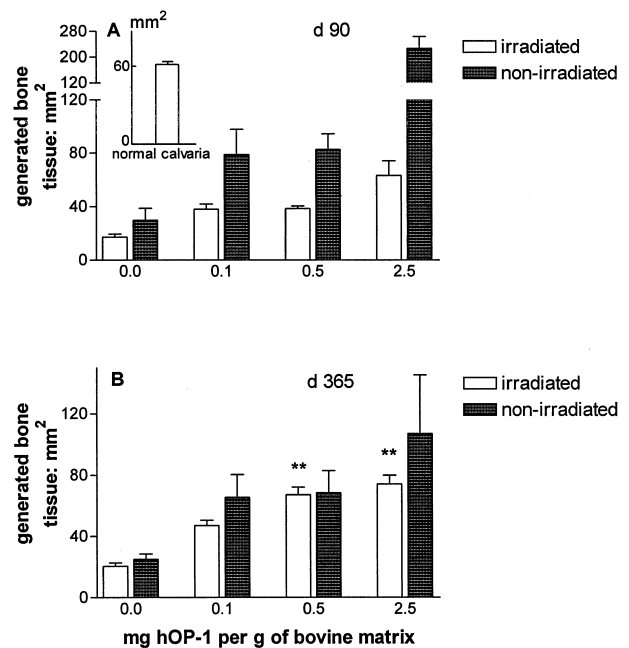 A
d 90
mm2
60
0
normal calvaria
280
200
120
120
80
40
0
generated bone
tissue: mm2
0.0 0.1 0.5 2.5
irradiated
non-irradiated
B
d 365
120
80
40
0
generated bone
tissue: mm2
**
**
0.0 0.1 0.5 2.5
irradiated
non-irradiated
mg hOP-1 per g of bovine matrix